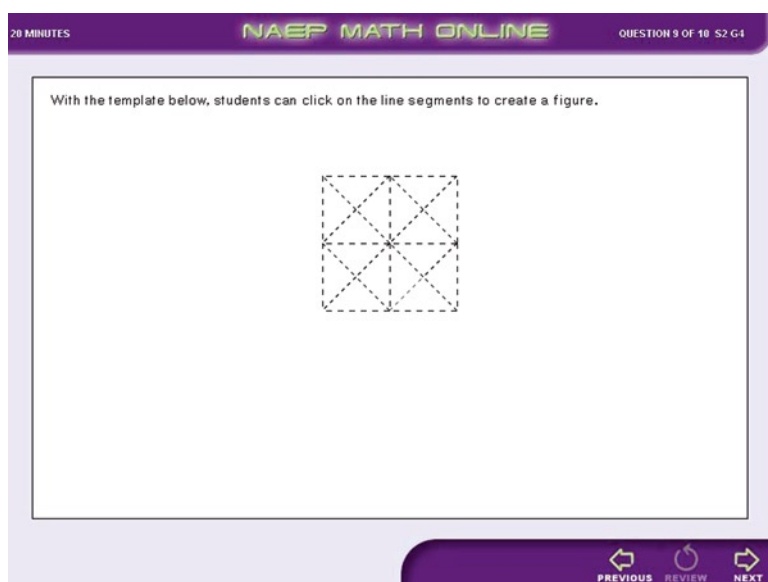 20 MINUTES NAEP MATH ONLINE QUESTION 9 OF 10 S2 G4
With the template below, students can click on the line segments to create a figure.
PREVIOUS REVIEW NEXT